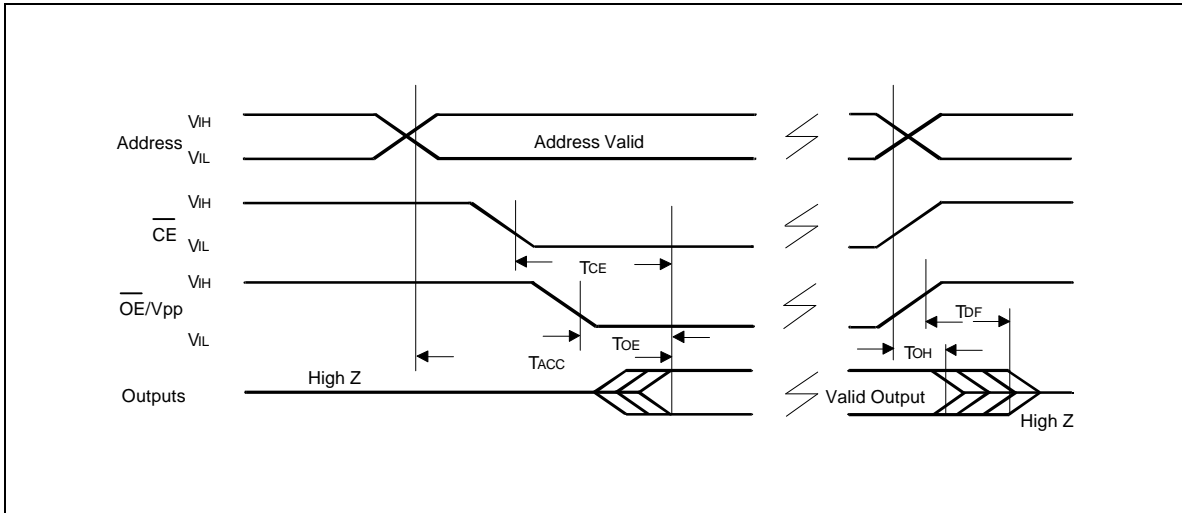 VIH
Address
Address Valid
VIL
VIH
CE
VIL
TCE
VIH
OE/Vpp
TDF
VIL
TOE
TOH
TACC
High Z
Outputs
Valid Output
High Z